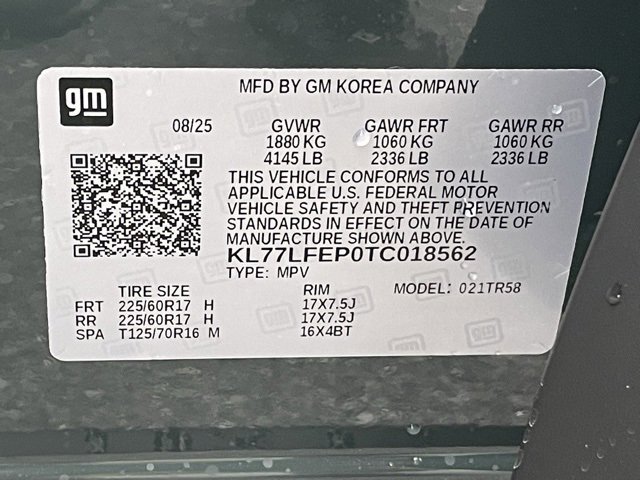 gm
MFD BY GM KOREA COMPANY
08/25 GVWR GAWR FRT GAWR RR
1880 KG 1060 KG 1060 KG
4145 LB 2336 LB 2336 LB
THIS VEHICLE CONFORMS TO ALL
APPLICABLE U.S. FEDERAL MOTOR
VEHICLE SAFETY AND THEFT PREVENTION
STANDARDS IN EFFECT ON THE DATE OF
MANUFACTURE SHOWN ABOVE.
KL77LFEP0TC018562
TYPE: MPV
TIRE SIZE RIM MODEL: 021TR58
FRT 225/60R17 H 17X7.5J
RR 225/60R17 H 17X7.5J
SPA T125/70R16 M 16X4BT